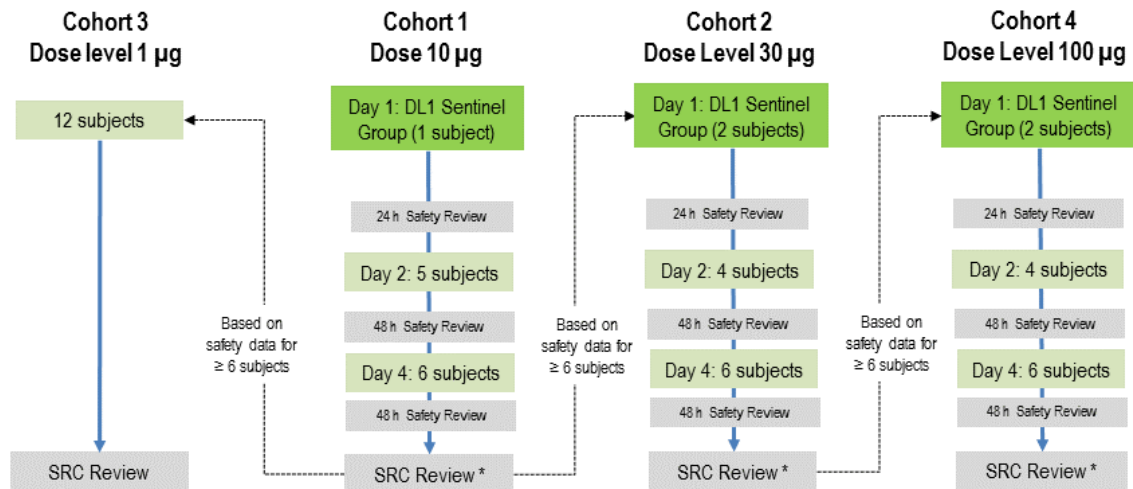 Cohort 3
Dose level 1 µg
12 subjects
SRC Review
Based on
safety data for
≥ 6 subjects
Cohort 1
Dose 10 µg
Day 1: DL1 Sentinel
Group (1 subject)
24 h Safety Review
Day 2: 5 subjects
48 h Safety Review
Day 4: 6 subjects
48 h Safety Review
SRC Review *
Based on
safety data for
≥ 6 subjects
Cohort 2
Dose Level 30 µg
Day 1: DL1 Sentinel
Group (2 subjects)
24 h Safety Review
Day 2: 4 subjects
48 h Safety Review
Day 4: 6 subjects
48 h Safety Review
SRC Review *
Based on
safety data for
≥ 6 subjects
Cohort 4
Dose Level 100 µg
Day 1: DL1 Sentinel
Group (2 subjects)
24 h Safety Review
Day 2: 4 subjects
48 h Safety Review
Day 4: 6 subjects
48 h Safety Review
SRC Review *